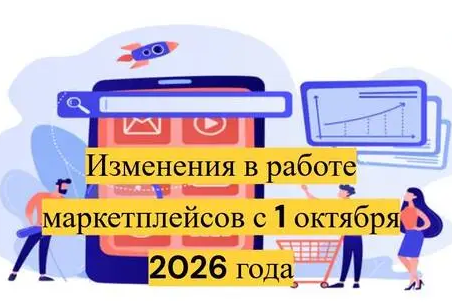 Изменения в работе
маркетплейсов с 1 октября
2026 года